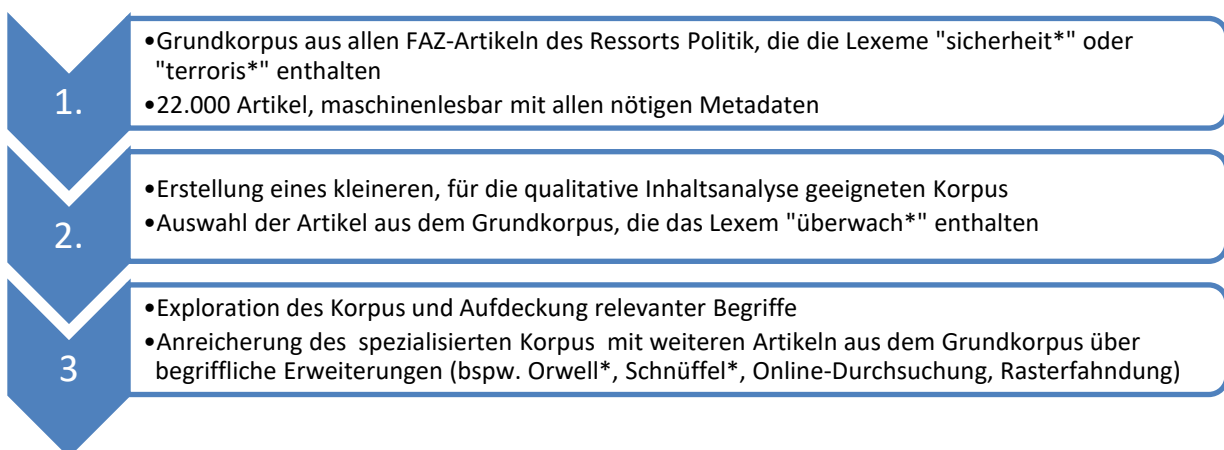 1.
•Grundkorpus aus allen FAZ-Artikeln des Ressorts Politik, die die Lexeme "sicherheit*" oder
"terroris*" enthalten
•22.000 Artikel, maschinenlesbar mit allen nötigen Metadaten
2.
•Erstellung eines kleineren, für die qualitative Inhaltsanalyse geeigneten Korpus
•Auswahl der Artikel aus dem Grundkorpus, die das Lexem "überwach*" enthalten
3
•Exploration des Korpus und Aufdeckung relevanter Begriffe
•Anreicherung des spezialisierten Korpus mit weiteren Artikeln aus dem Grundkorpus über
begriffliche Erweiterungen (bspw. Orwell*, Schnüffel*, Online-Durchsuchung, Rasterfahndung)